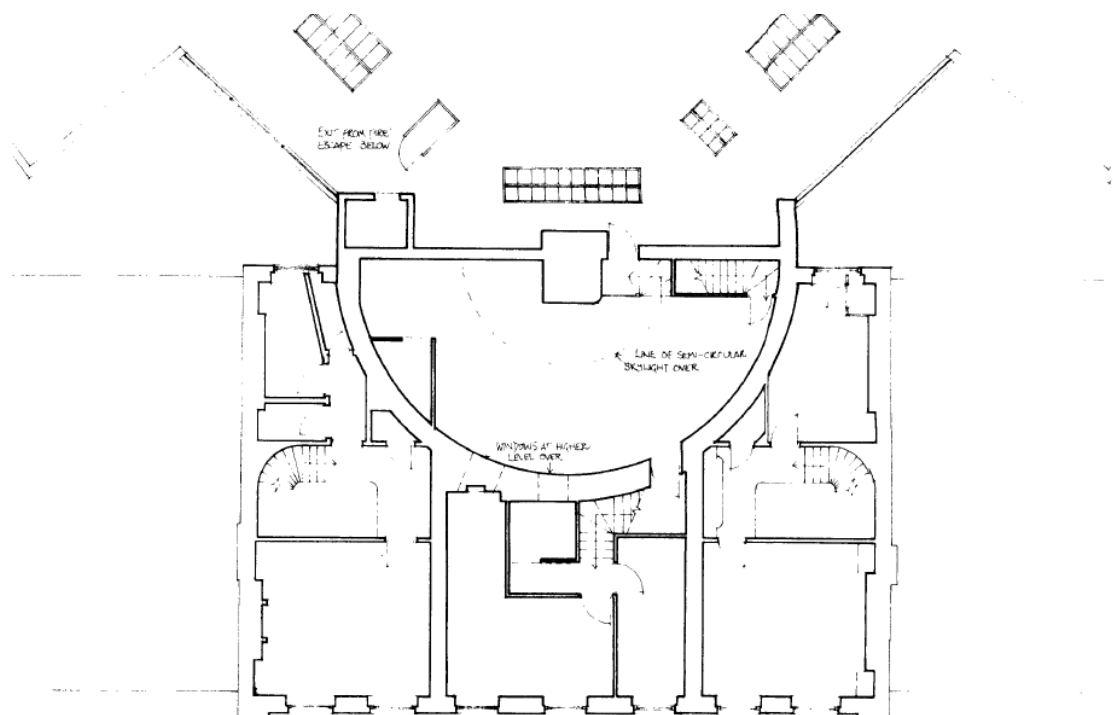 EXIT FROM FIRE
ESCAPE BELOW
LINE OF SEMI-CIRCULAR
SKYLIGHT OVER
WINDOWS AT HIGHER
LEVEL OVER